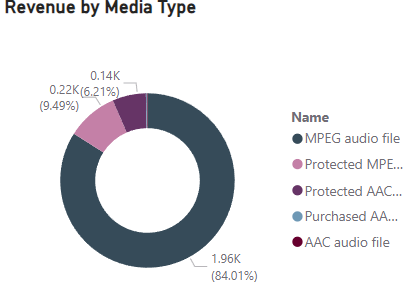 Revenue by Media Type
0.14K
(6.21%)
0.22K
(9.49%)
Name
MPEG audio file
Protected MPE...
Protected AAC...
Purchased AA...
AAC audio file
1.96K
(84.01%)